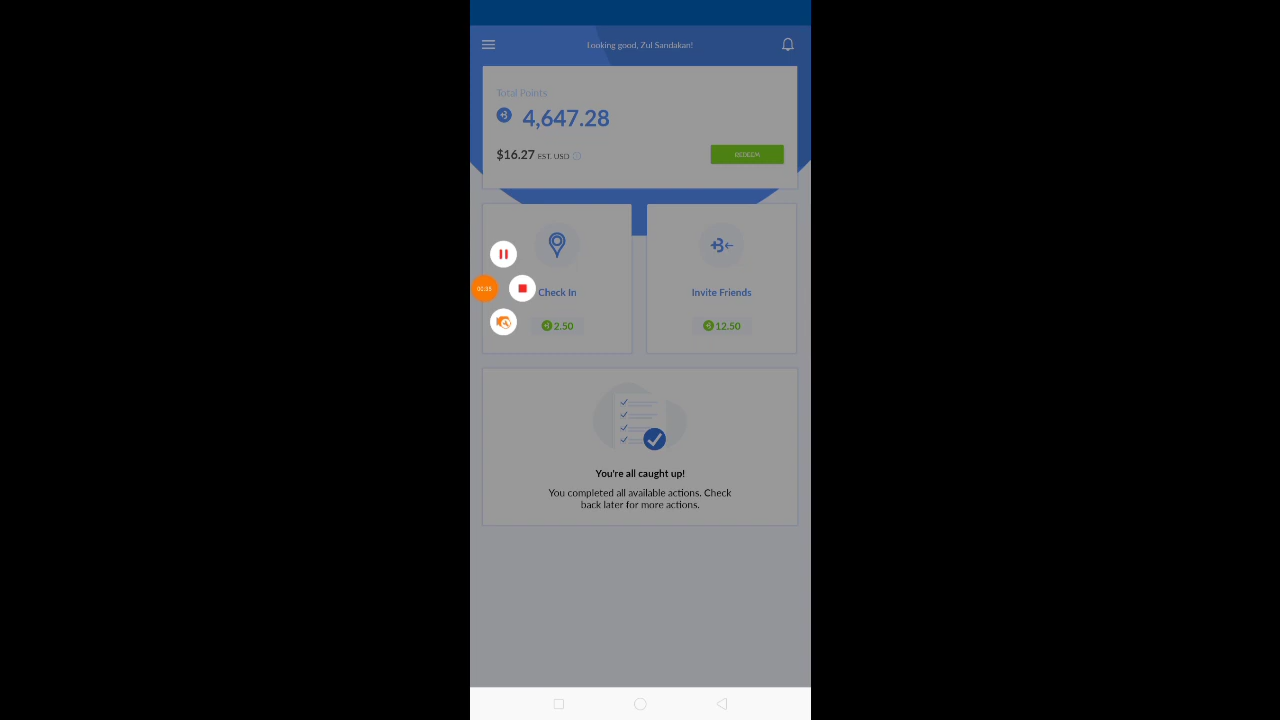 Looking good, Zul Sandakan!
Total Points
4,647.28
$16.27 EST. USD
REDEEM
Check In
2.50
Invite Friends
12.50
You're all caught up!
You completed all available actions. Check
back later for more actions.